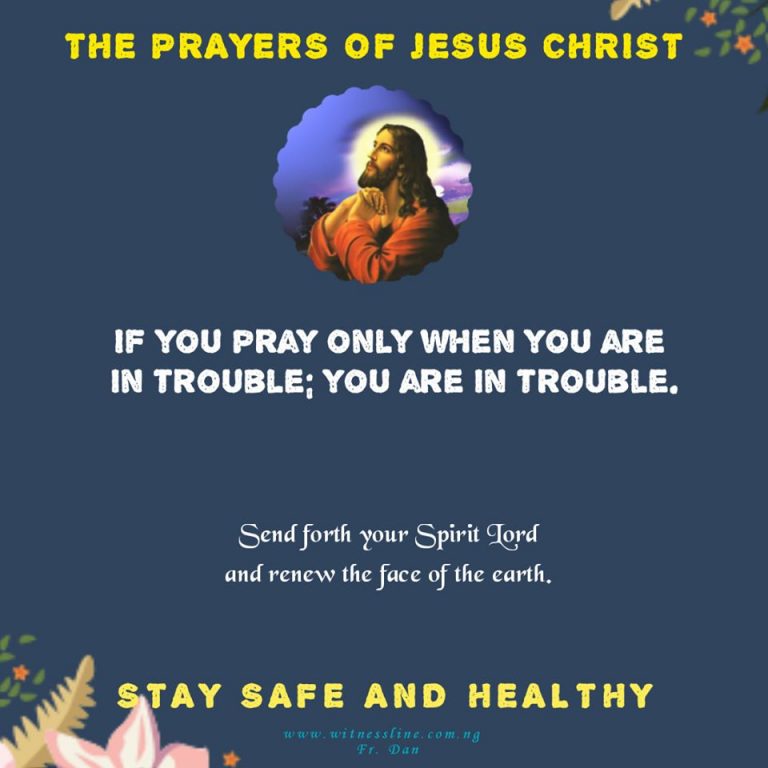 THE PRAYERS OF JESUS CHRIST
IF YOU PRAY ONLY WHEN YOU ARE
IN TROUBLE; YOU ARE IN TROUBLE.
Send forth your Spirit Lord
and renew the face of the earth.
STAY SAFE AND HEALTHY
www.witnessline.com.ng
Fr. Dan